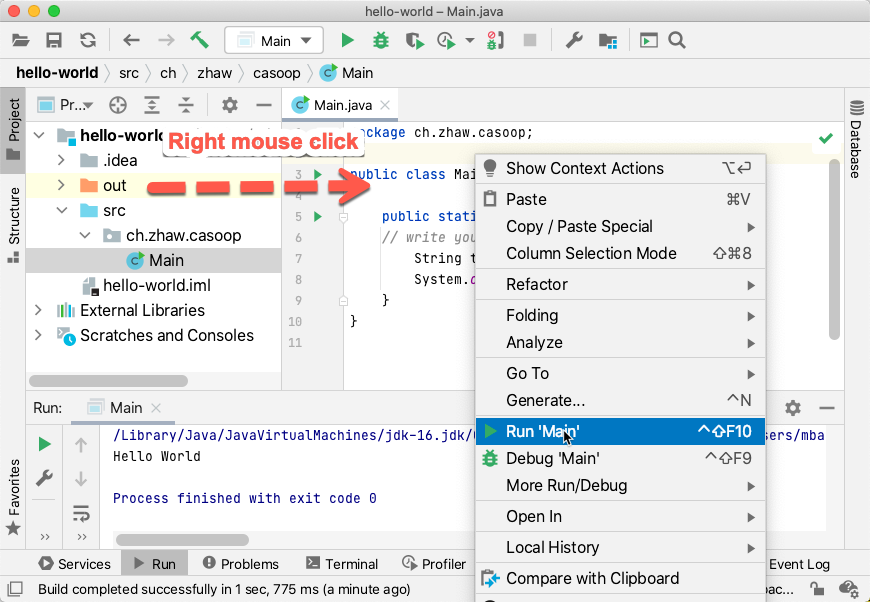 hello-world – Main.java
Main
hello-world src ch zhaw casoop Main
Project
Pr...
Main.java
Database
hello-world
Right mouse click
.idea
out
src
ch.zhaw.casoop
Main
hello-world.iml
External Libraries
Scratches and Consoles
Structure
ackage ch.zhaw.casoop;
3 public class Mai
4
5 public stati
6 // write you
7 String t
8 System.
9 }
10 }
11
Show Context Actions ⌥⏎
Paste ⌘V
Copy / Paste Special
Column Selection Mode ⇧⌘8
Refactor
Folding
Analyze
Go To
Generate... ^N
Run 'Main' ^⇧F10
Debug 'Main' ^⇧F9
More Run/Debug
Open In
Local History
Compare with Clipboard
Run: Main
/Library/Java/JavaVirtualMachines/jdk-16.jdk/ ers/mba
Hello World
Process finished with exit code 0
Favorites
Services Run Problems Terminal Profiler Event Log
Build completed successfully in 1 sec, 775 ms (a minute ago)